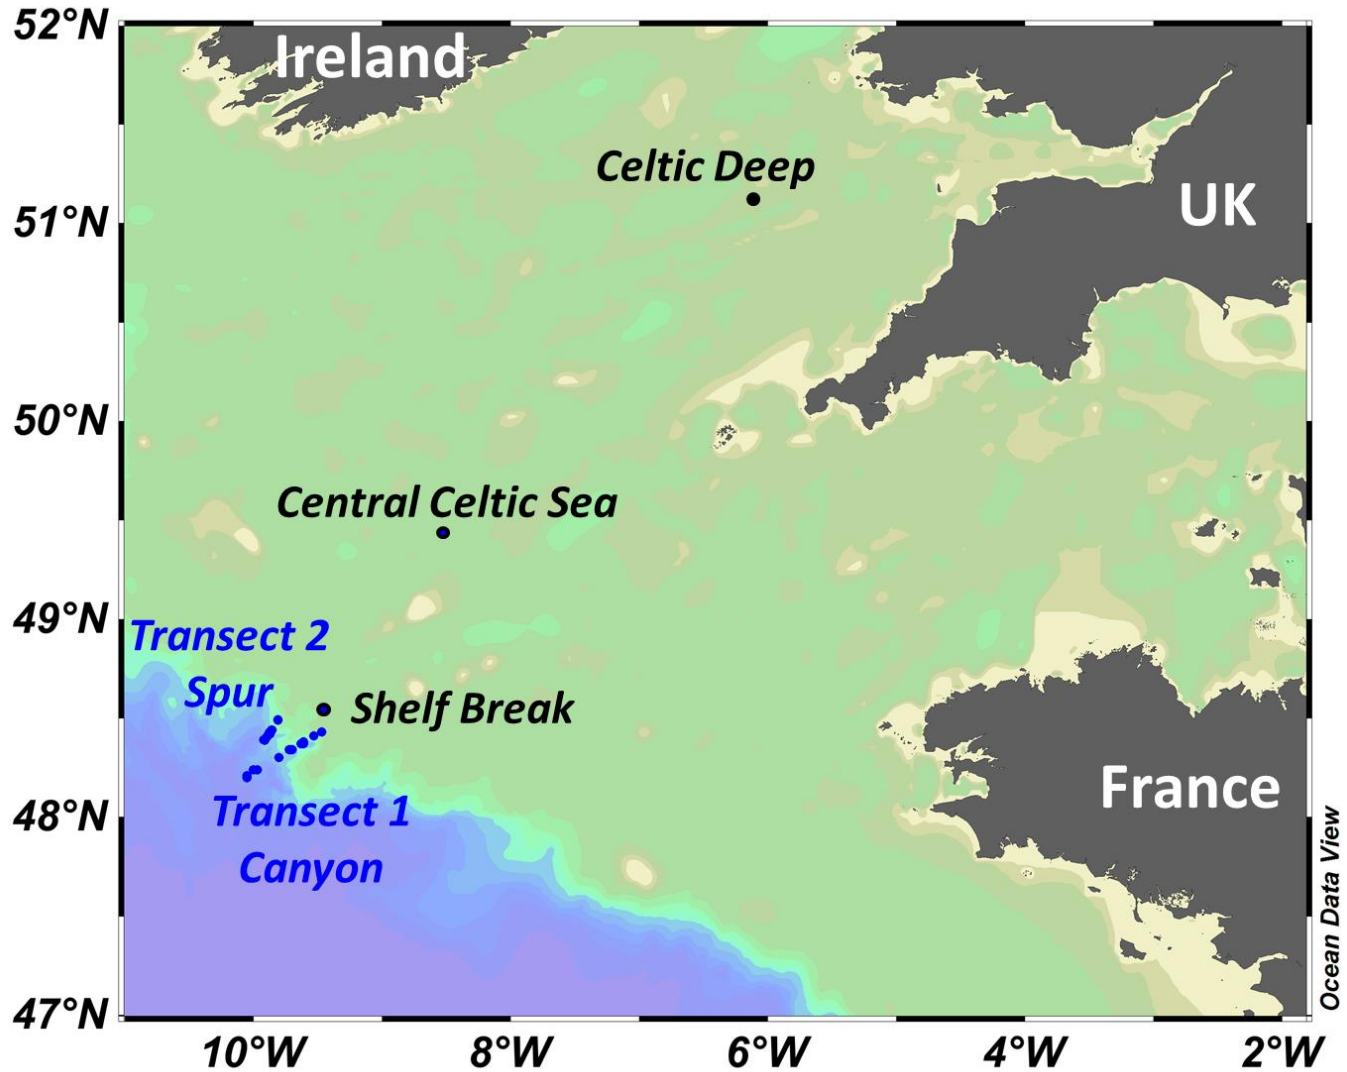 52°N
Ireland
Celtic Deep
UK
51°N
50°N
Central Celtic Sea
49°N
Transect 2
Spur
Shelf Break
France
48°N
Transect 1
Canyon
47°N
10°W
8°W
6°W
4°W
2°W
Ocean Data View